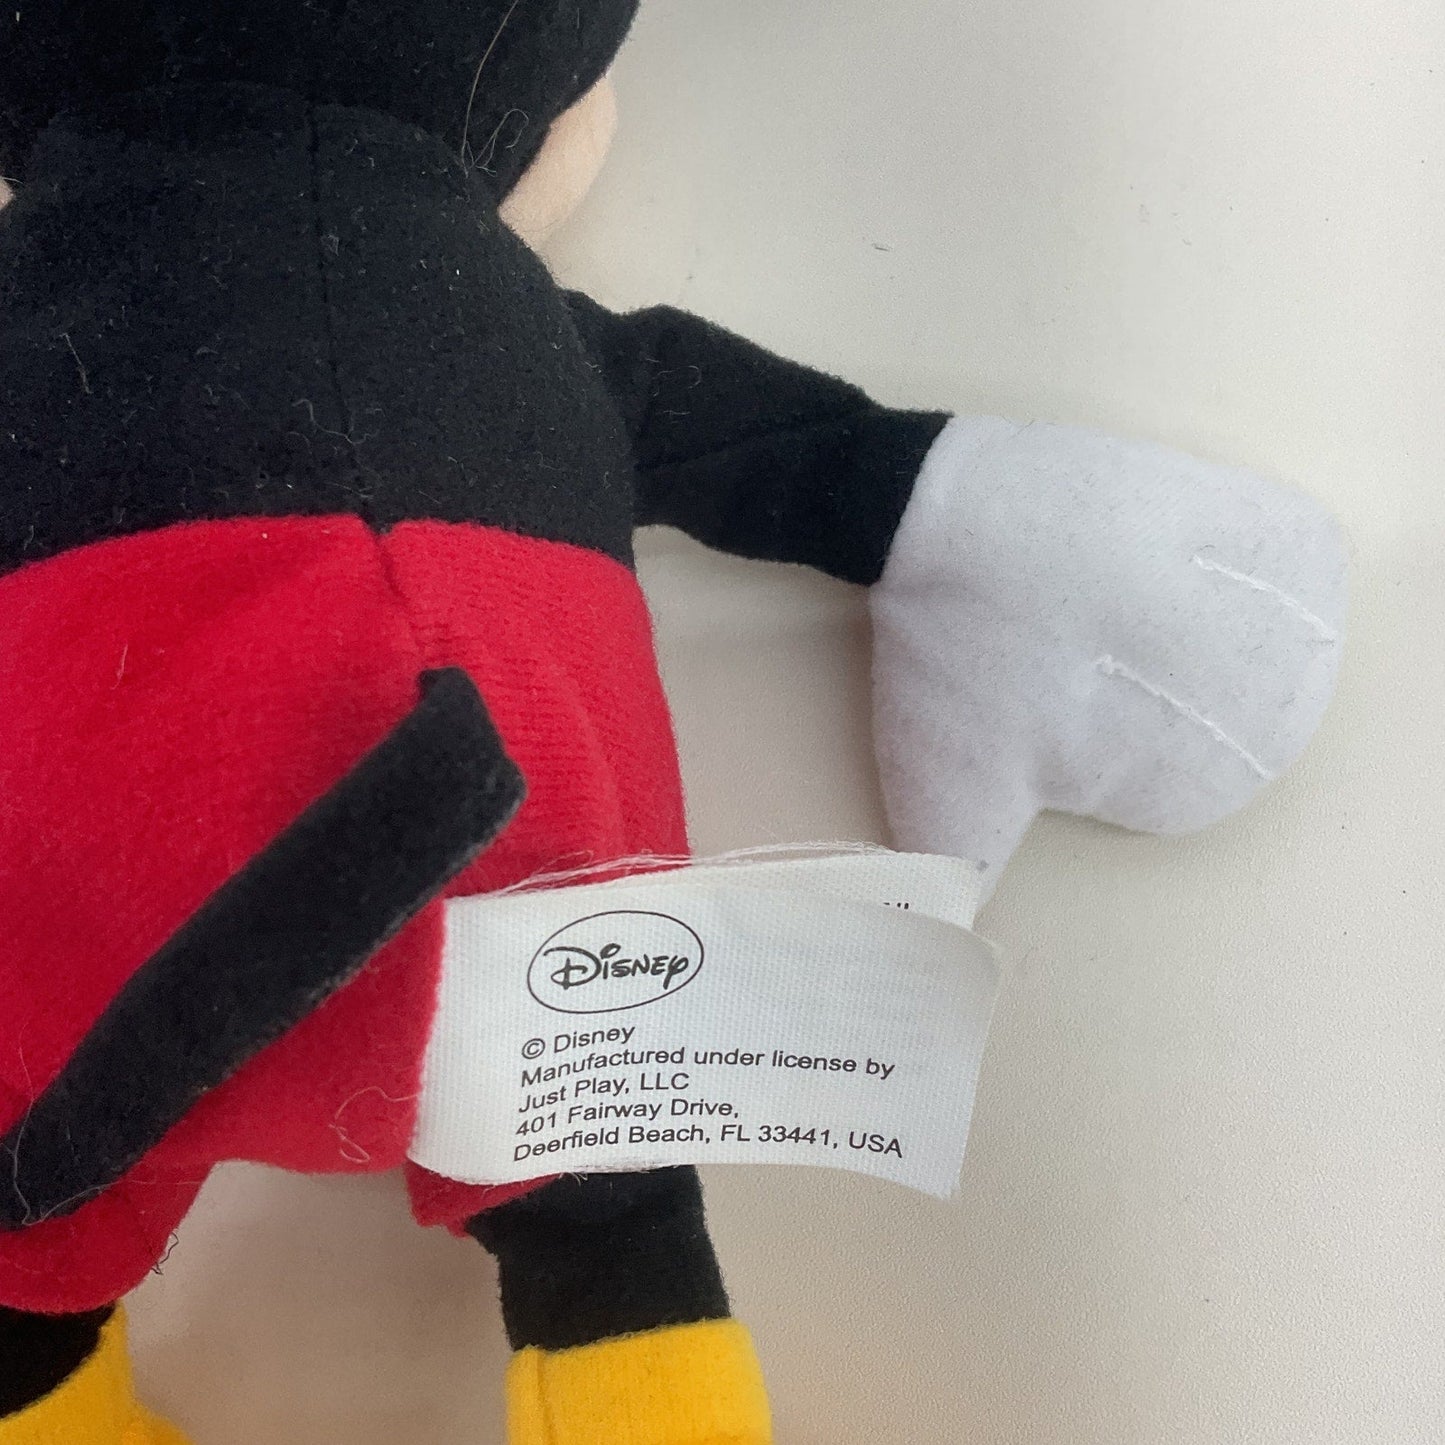 Disney
© Disney
Manufactured under license by
Just Play, LLC
401 Fairway Drive,
Deerfield Beach, FL 33441, USA